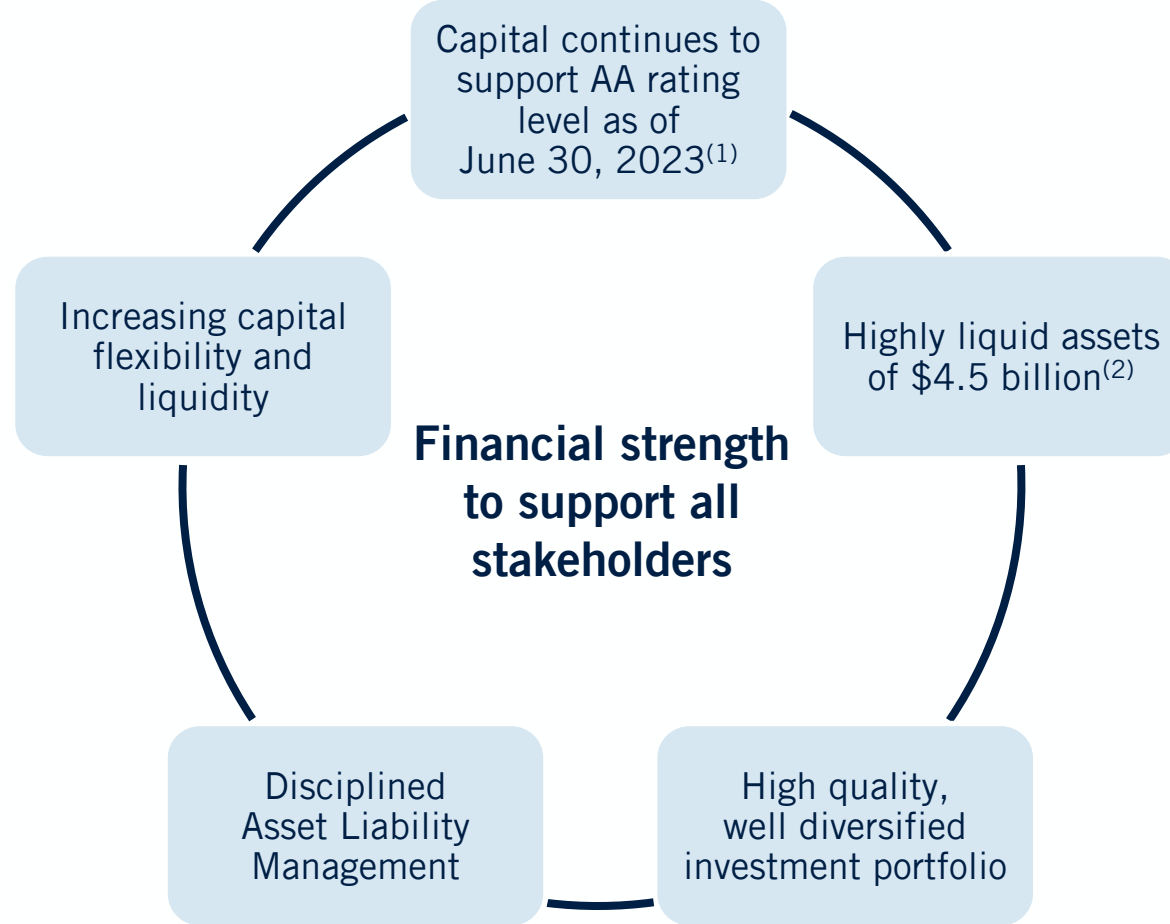 Capital continues to
support AA rating
level as of
June 30, 2023(1)
Increasing capital
flexibility and
liquidity
Highly liquid assets
of $4.5 billion(2)
Financial strength
to support all
stakeholders
Disciplined
Asset Liability
Management
High quality,
well diversified
investment portfolio